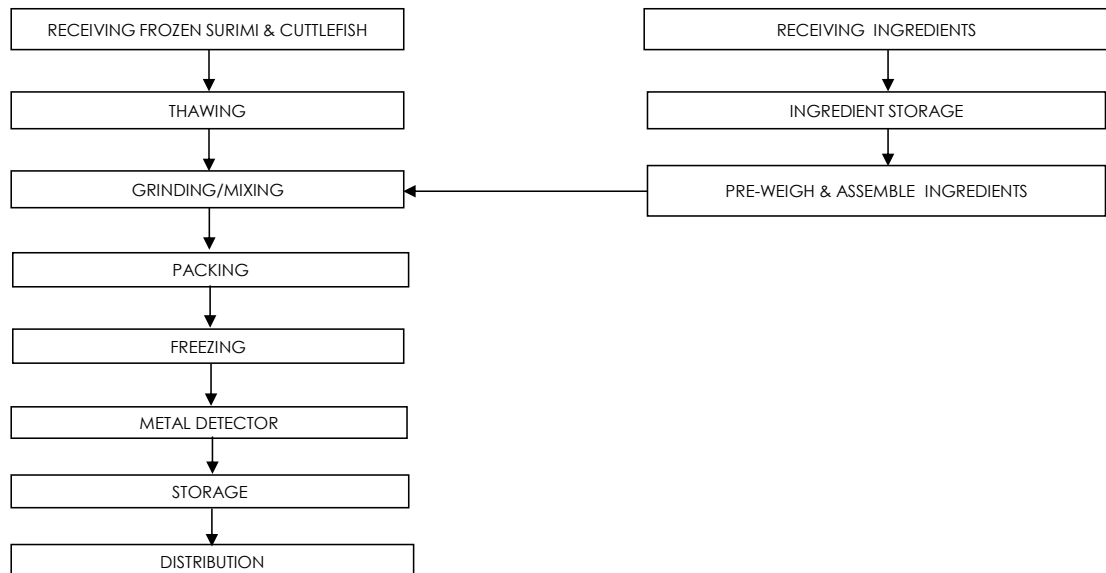 RECEIVING FROZEN SURIMI & CUTTLEFISH
THAWING
GRINDING/MIXING
PACKING
FREEZING
METAL DETECTOR
STORAGE
DISTRIBUTION
RECEIVING INGREDIENTS
INGREDIENT STORAGE
PRE-WEIGH & ASSEMBLE INGREDIENTS